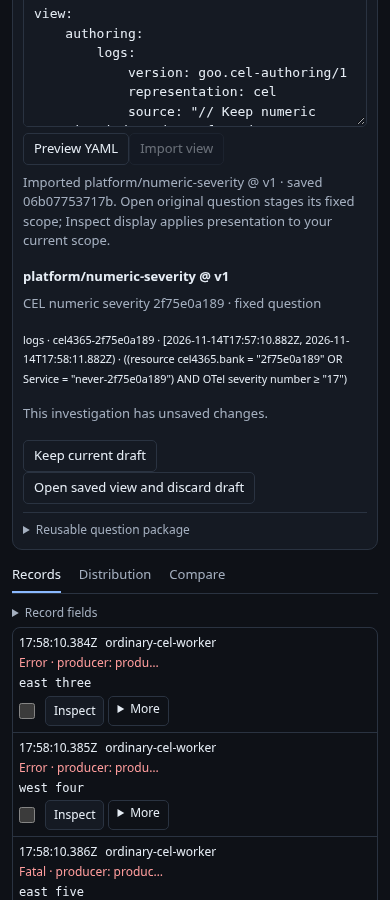 view:
authoring:
logs:
version: goo.cel-authoring/1
representation: cel
source: "// Keep numeric
Preview YAML
Import view
Imported platform/numeric-severity @ v1 · saved
06b07753717b. Open original question stages its fixed
scope; Inspect display applies presentation to your
current scope.
platform/numeric-severity @ v1
CEL numeric severity 2f75e0a189 · fixed question
logs · cel4365-2f75e0a189 · [2026-11-14T17:57:10.882Z, 2026-11-
14T17:58:11.882Z) · ((resource cel4365.bank = "2f75e0a189" OR
Service = "never-2f75e0a189") AND OTel severity number ≥ "17")
This investigation has unsaved changes.
Keep current draft
Open saved view and discard draft
▶ Reusable question package
Records Distribution Compare
▶ Record fields
17:58:10.384Z ordinary-cel-worker
Error · producer: produ...
east three
Inspect ▶ More
17:58:10.385Z ordinary-cel-worker
Error · producer: produ...
west four
Inspect ▶ More
17:58:10.386Z ordinary-cel-worker
Fatal · producer: produc...
east five